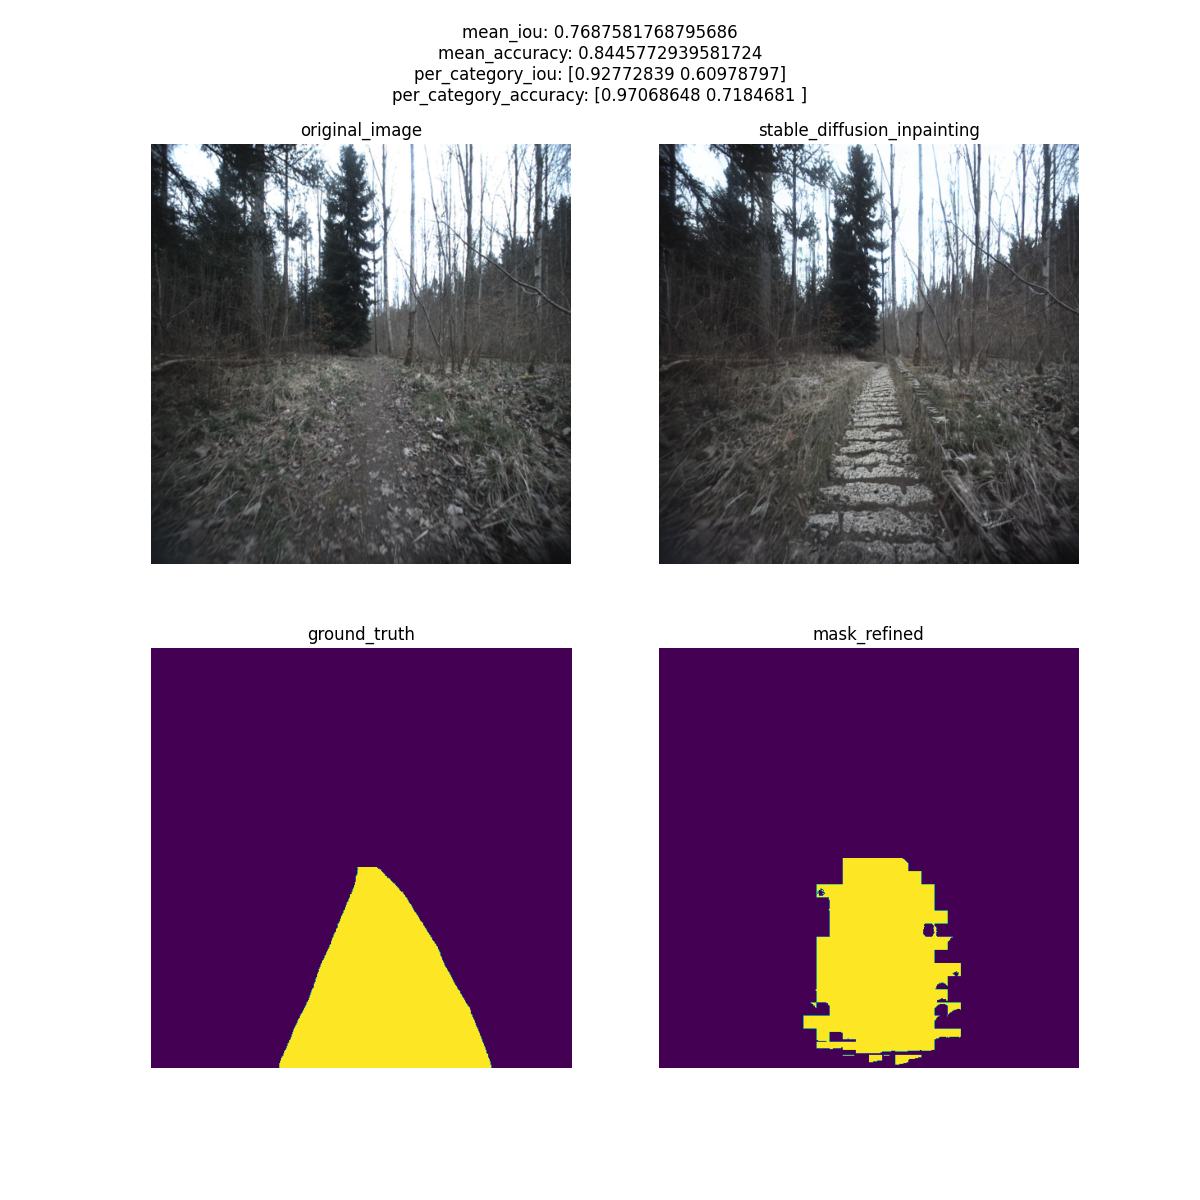 mean_iou: 0.7687581768795686
mean_accuracy: 0.8445772939581724
per_category_iou: [0.92772839 0.60978797]
per_category_accuracy: [0.97068648 0.7184681 ]
original_image
stable_diffusion_inpainting
ground_truth
mask_refined